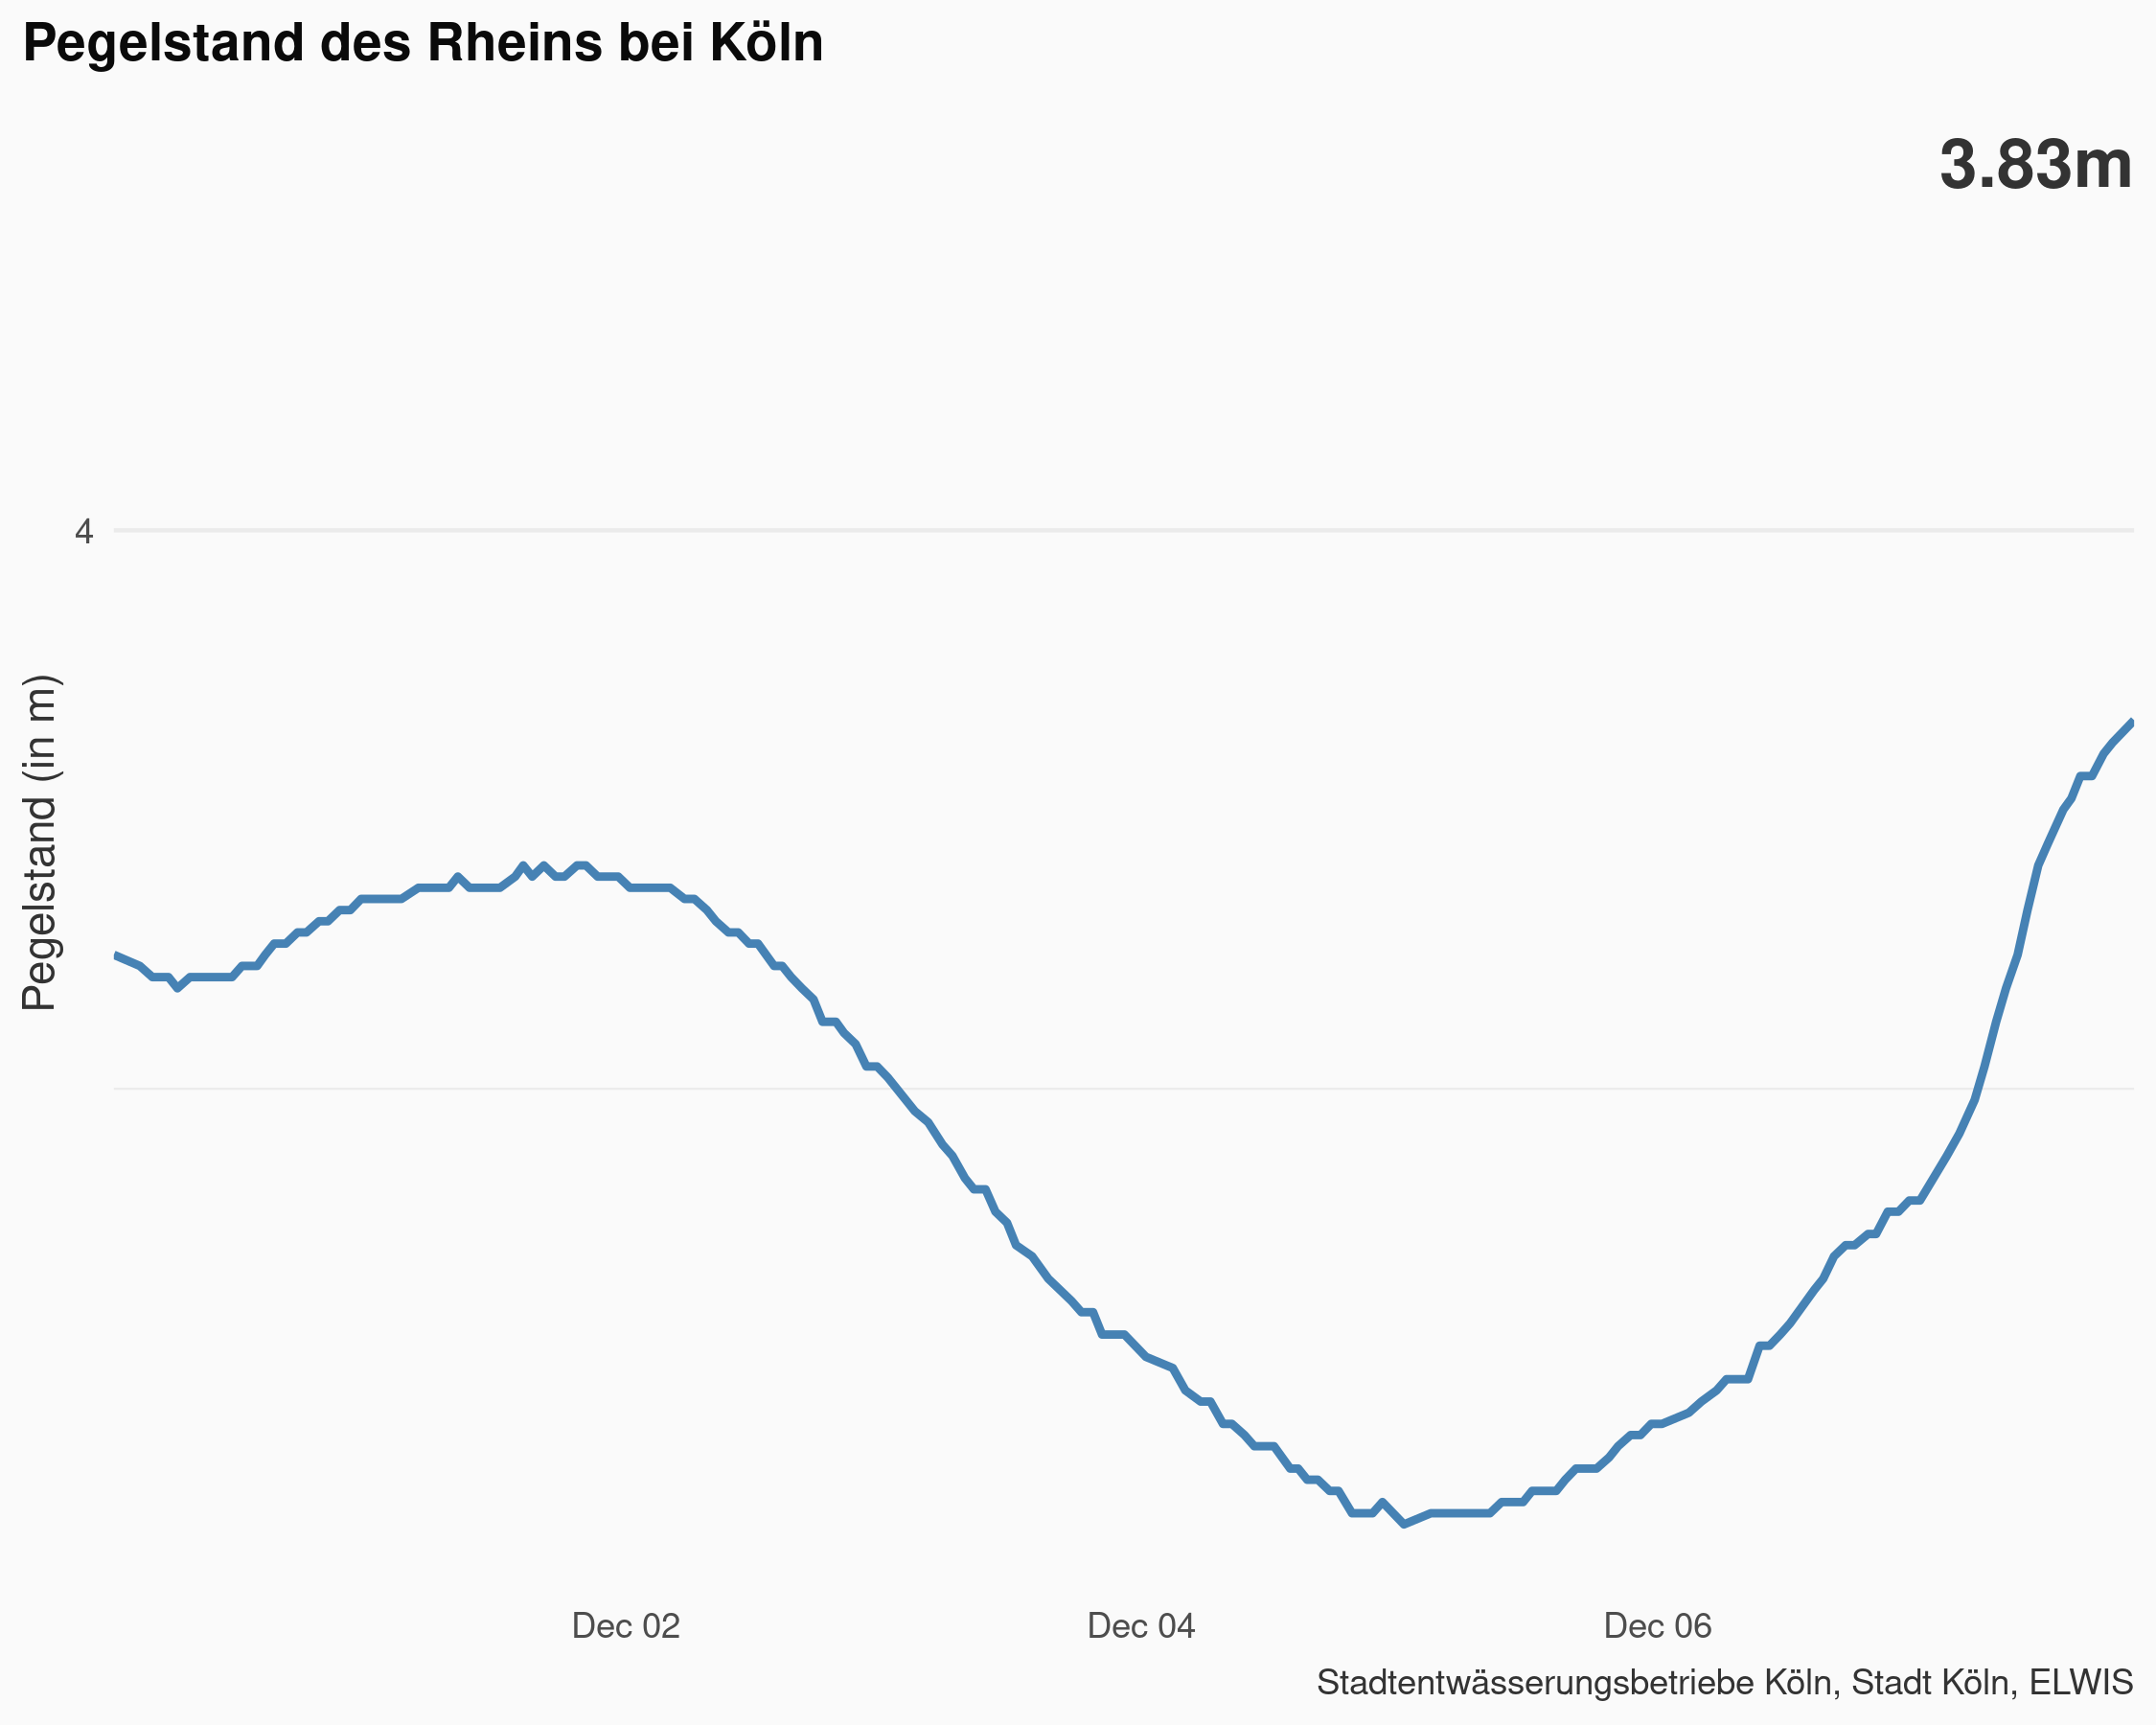 Pegelstand des Rheins bei Köln
3.83m
4
Pegelstand (in m)
Dec 02
Dec 04
Dec 06
Stadtentwässerungsbetriebe Köln, Stadt Köln, ELWIS